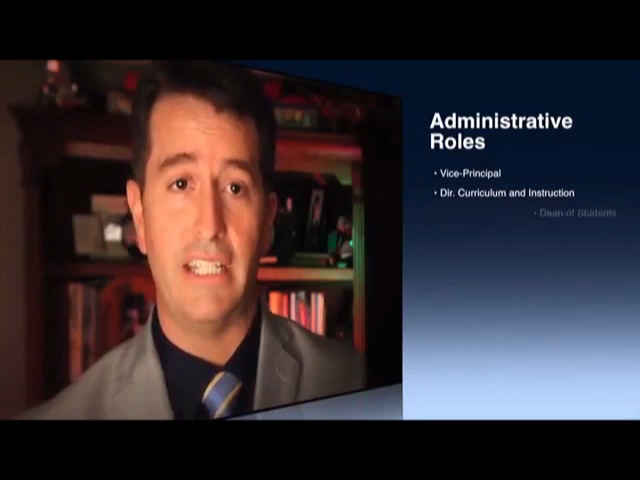 Administrative
Roles
• Vice-Principal
• Dir. Curriculum and Instruction
• Dean of Students